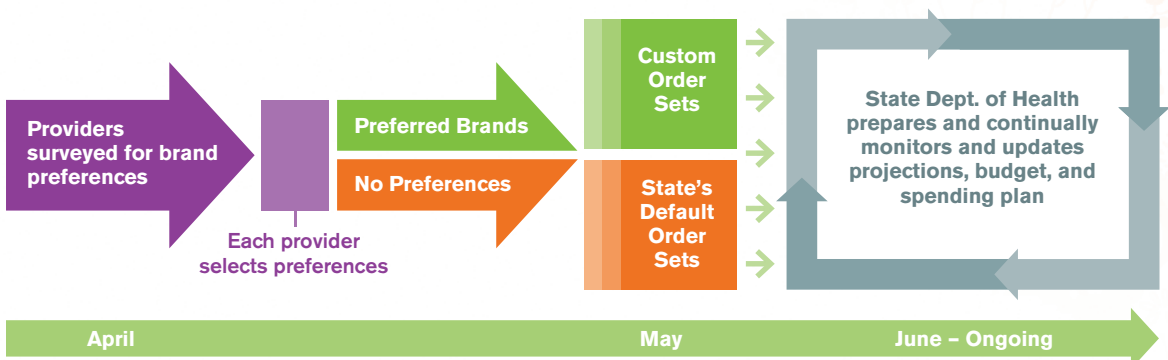 Providers
surveyed for brand
preferences
Each provider
selects preferences
Preferred Brands
No Preferences
Custom
Order
Sets
State's
Default
Order
Sets
State Dept. of Health
prepares and continually
monitors and updates
projections, budget, and
spending plan
April
May
June – Ongoing